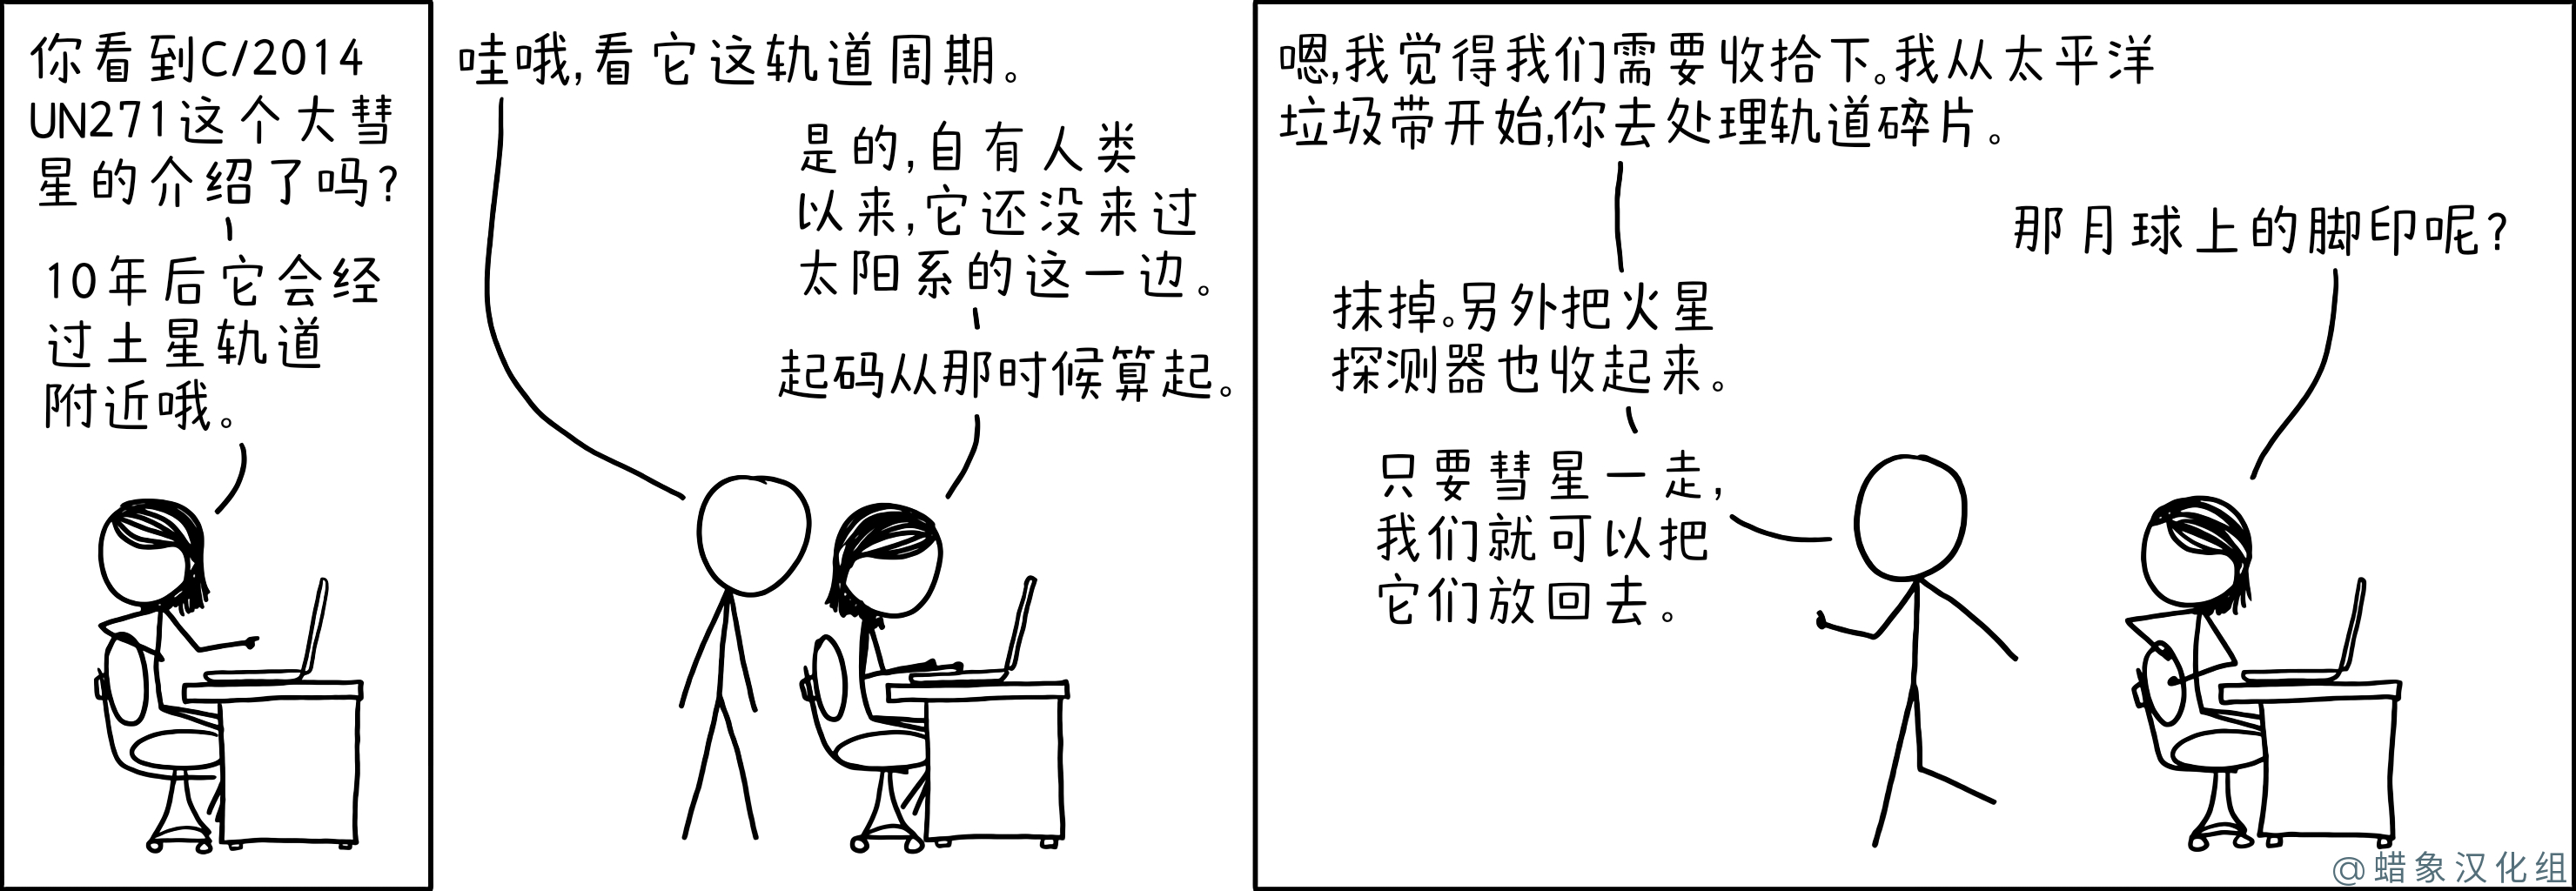 你看到C/2014
UN271这个大彗
星的介绍了吗?
10年后它会经
过土星轨道
附近哦。
哇哦,看它这轨道周期。
是的,自有人类
以来,它还没来过
太阳系的这一边。
起码从那时候算起。
嗯,我觉得我们需要收拾下。我从太平洋
垃圾带开始,你去处理轨道碎片。
那月球上的脚印呢?
抹掉。另外把火星
探测器也收起来。
只要彗星一走,
我们就可以把
它们放回去。
@蜡象汉化组